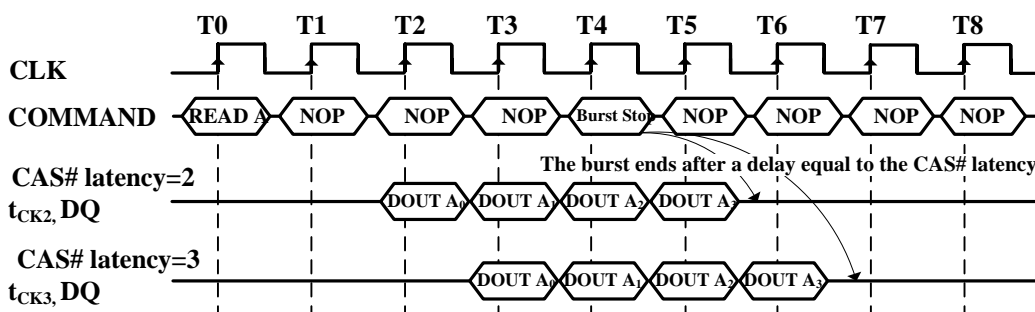 T0 T1 T2 T3 T4 T5 T6 T7 T8
CLK
COMMAND READ A NOP NOP NOP Burst Stop NOP NOP NOP NOP
The burst ends after a delay equal to the CAS# latency
CAS# latency=2
tCK2, DQ DOUT A0 DOUT A1 DOUT A2 DOUT A3
CAS# latency=3
tCK3, DQ DOUT A0 DOUT A1 DOUT A2 DOUT A3